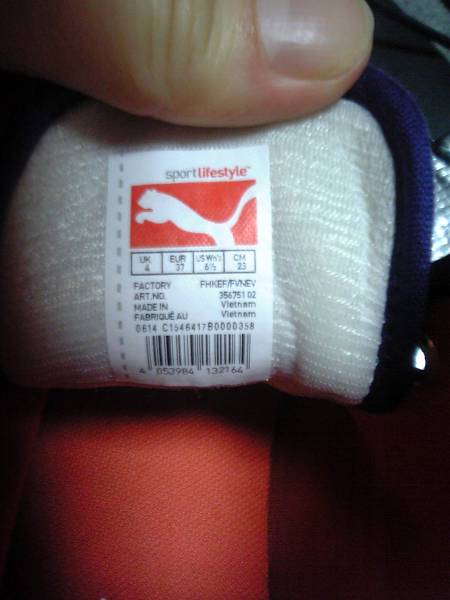 sportlifestyle™
UK EUR US Wn's CM
4 37 6½ 23
FACTORY FHKEF/FVNEV
ART.NO. 356751 02
MADE IN Vietnam
FABRIQUÉ AU Vietnam
0614 C1546417B0000358
4 053984 132164